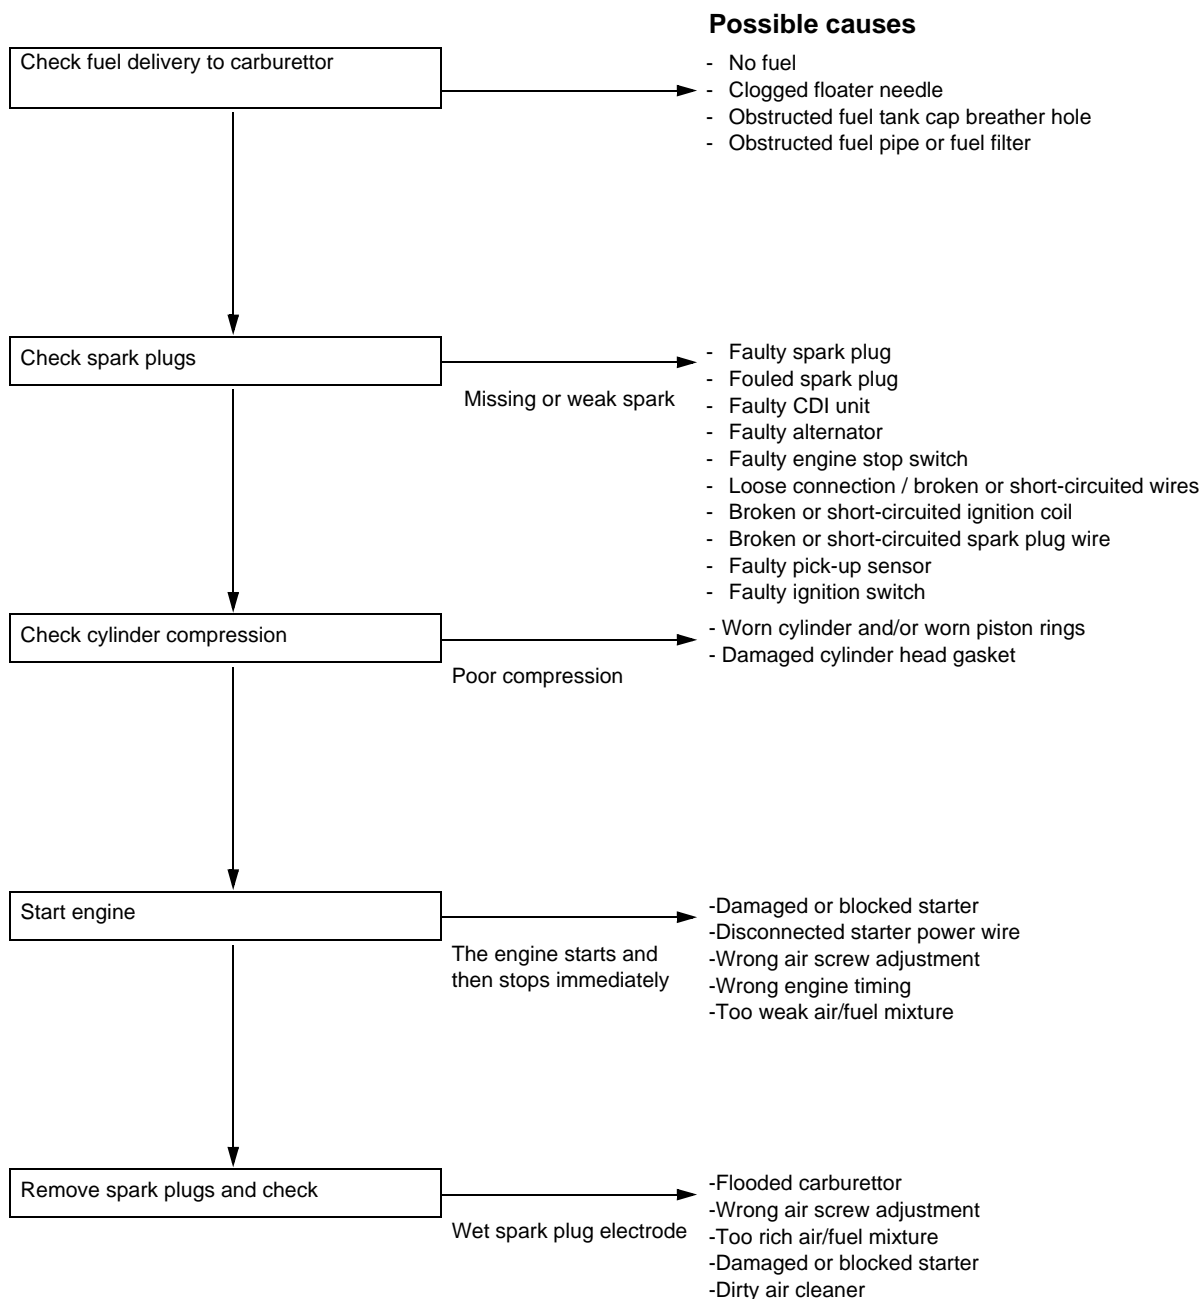 Possible causes
Check fuel delivery to carburettor
- No fuel
- Clogged floater needle
- Obstructed fuel tank cap breather hole
- Obstructed fuel pipe or fuel filter
Check spark plugs
Missing or weak spark
- Faulty spark plug
- Fouled spark plug
- Faulty CDI unit
- Faulty alternator
- Faulty engine stop switch
- Loose connection / broken or short-circuited wires
- Broken or short-circuited ignition coil
- Broken or short-circuited spark plug wire
- Faulty pick-up sensor
- Faulty ignition switch
Check cylinder compression
Poor compression
- Worn cylinder and/or worn piston rings
- Damaged cylinder head gasket
Start engine
The engine starts and
then stops immediately
-Damaged or blocked starter
-Disconnected starter power wire
-Wrong air screw adjustment
-Wrong engine timing
-Too weak air/fuel mixture
Remove spark plugs and check
Wet spark plug electrode
-Flooded carburettor
-Wrong air screw adjustment
-Too rich air/fuel mixture
-Damaged or blocked starter
-Dirty air cleaner